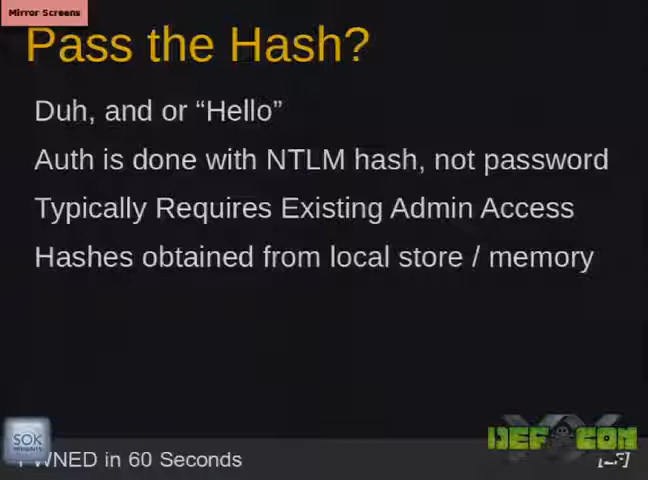 Mirror Screens
Pass the Hash?
Duh, and or “Hello”
Auth is done with NTLM hash, not password
Typically Requires Existing Admin Access
Hashes obtained from local store / memory
SOK
DEF CON
WNED in 60 Seconds